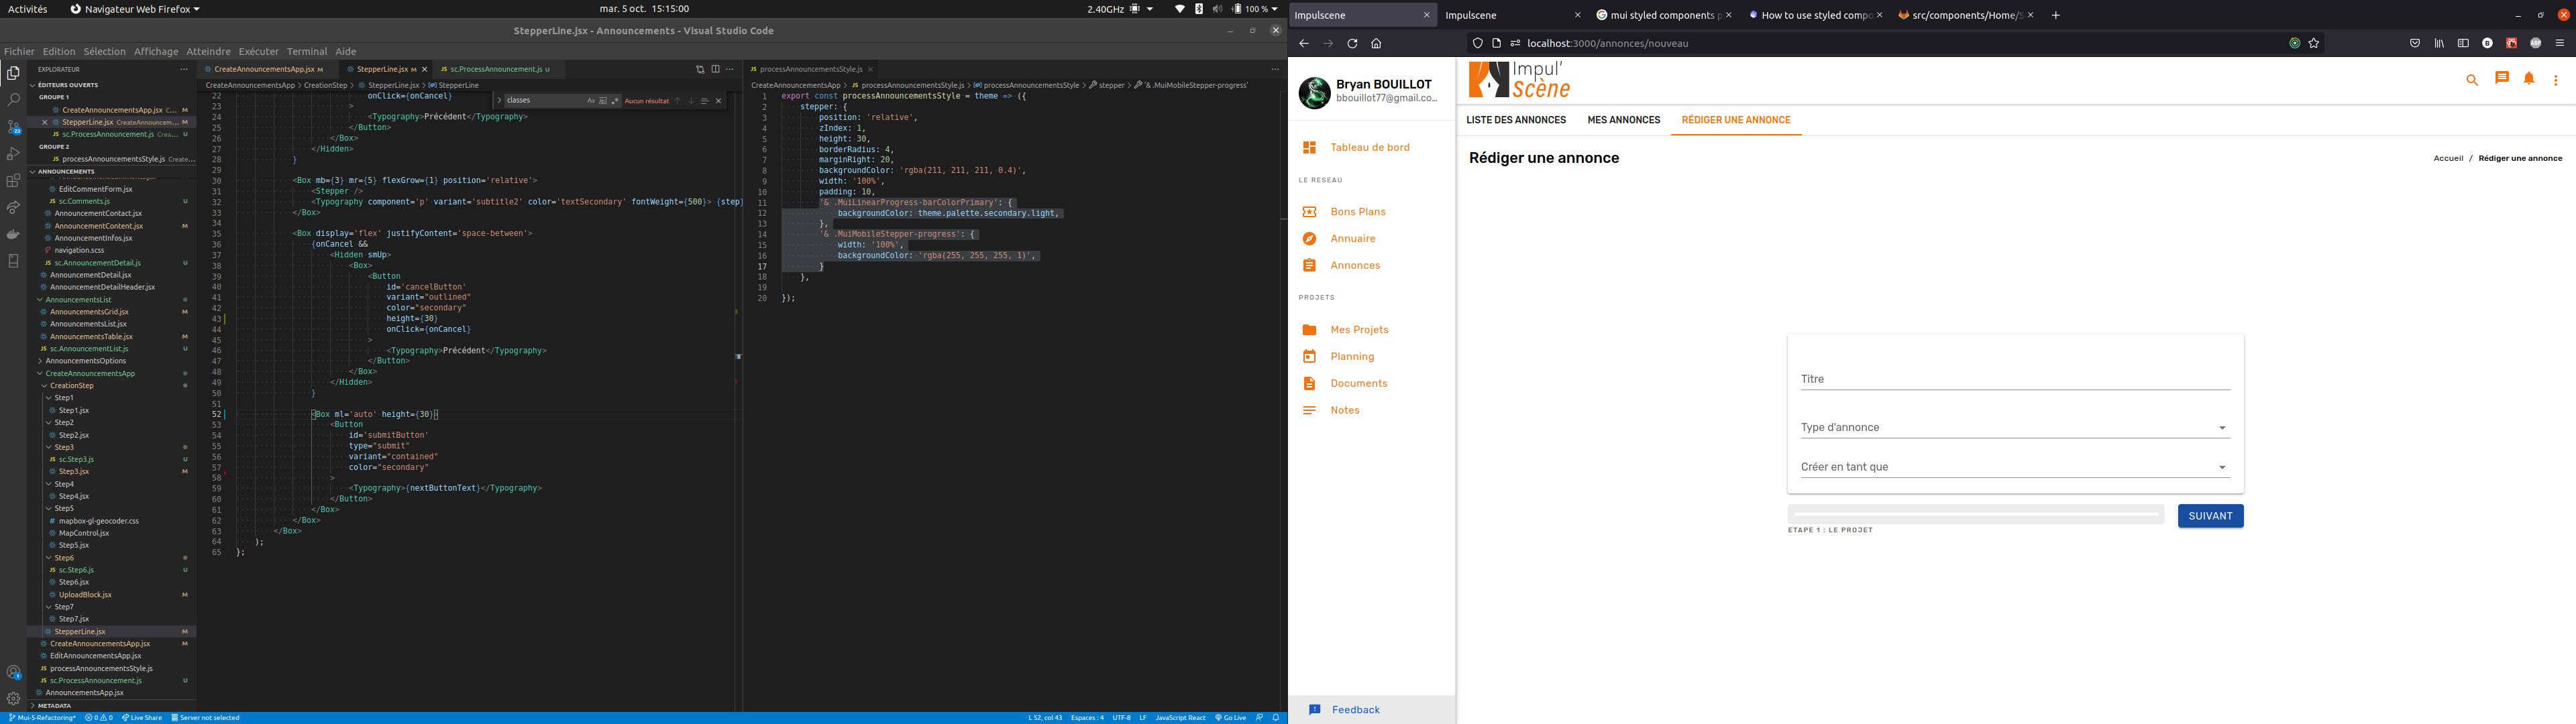 Activités
Navigateur Web Firefox
mar. 5 oct. 15:15:00
2.40GHz
100 %
StepperLine.jsx - Announcements - Visual Studio Code
Fichier Edition Sélection Affichage Atteindre Exécuter Terminal Aide
EXPLORATEUR
ÉDITEURS OUVERTS
GROUPE 1
CreateAnnouncementsApp.jsx C... M
StepperLine.jsx CreateAnnouncem... M
sc.ProcessAnnouncement.js Crea... U
GROUPE 2
processAnnouncementsStyle.js Create...
ANNOUNCEMENTS
EditCommentForm.jsx
sc.Comments.js U
AnnouncementContact.jsx
AnnouncementContent.jsx M
AnnouncementInfos.jsx
navigation.scss
sc.AnnouncementDetail.js U
AnnouncementDetail.jsx
AnnouncementDetailHeader.jsx
AnnouncementsList
AnnouncementsGrid.jsx M
AnnouncementsList.jsx
AnnouncementsTable.jsx M
sc.AnnouncementList.js U
AnnouncementsOptions
CreateAnnouncementsApp
CreationStep
Step1
Step1.jsx
Step2
Step2.jsx
Step3
sc.Step3.js U
Step3.jsx M
Step4
Step4.jsx
Step5
mapbox-gl-geocoder.css
MapControl.jsx
Step5.jsx
Step6
sc.Step6.js U
Step6.jsx
UploadBlock.jsx M
Step7
Step7.jsx
StepperLine.jsx M
CreateAnnouncementsApp.jsx M
EditAnnouncementsApp.jsx
processAnnouncementsStyle.js
sc.ProcessAnnouncement.js U
AnnouncementsApp.jsx
METADATA
CreateAnnouncementsApp.jsx M
StepperLine.jsx M
sc.ProcessAnnouncement.js U
CreateAnnouncementsApp > CreationStep > StepperLine.jsx > StepperLine
classes
Aucun résultat
22 onClick={onCancel}
23 >
24 <Typography>Précédent</Typography>
25 </Button>
26 </Box>
27 </Hidden>
28 }
29
30 <Box mb={3} mr={5} flexGrow={1} position='relative'>
31 <Stepper />
32 <Typography component='p' variant='subtitle2' color='textSecondary' fontWeight={500}> {step}
33 </Box>
34
35 <Box display='flex' justifyContent='space-between'>
36 {onCancel &&
37 <Hidden smUp>
38 <Box>
39 <Button
40 id='cancelButton'
41 variant="outlined"
42 color="secondary"
43 height={30}
44 onClick={onCancel}
45 >
46 <Typography>Précédent</Typography>
47 </Button>
48 </Box>
49 </Hidden>
50 }
51
52 <Box ml='auto' height={30}>
53 <Button
54 id='submitButton'
55 type="submit"
56 variant="contained"
57 color="secondary"
58 >
59 <Typography>{nextButtonText}</Typography>
60 </Button>
61 </Box>
62 </Box>
63 </Box>
64 );
65 };
processAnnouncementsStyle.js
CreateAnnouncementsApp > processAnnouncementsStyle.js > processAnnouncementsStyle > stepper > '& .MuiMobileStepper-progress'
1 export const processAnnouncementsStyle = theme => ({
2 stepper: {
3 position: 'relative',
4 zIndex: 1,
5 height: 30,
6 borderRadius: 4,
7 marginRight: 20,
8 backgroundColor: 'rgba(211, 211, 211, 0.4)',
9 width: '100%',
10 padding: 10,
11 '& .MuiLinearProgress-barColorPrimary': {
12 backgroundColor: theme.palette.secondary.light,
13 },
14 '& .MuiMobileStepper-progress': {
15 width: '100%',
16 backgroundColor: 'rgba(255, 255, 255, 1)',
17 }
18 },
19
20 });
Mui-5-Refactoring* 0 0 Live Share Server not selected
L 52, col 43 Espaces : 4 UTF-8 LF JavaScript React Go Live
Impulscene
Impulscene
mui styled components p
How to use styled compo
src/components/Home/S
localhost:3000/annonces/nouveau
Bryan BOUILLOT
bbouillot77@gmail.co...
Tableau de bord
LE RESEAU
Bons Plans
Annuaire
Annonces
PROJETS
Mes Projets
Planning
Documents
Notes
Feedback
Impul'
Scène
LISTE DES ANNONCES MES ANNONCES RÉDIGER UNE ANNONCE
Rédiger une annonce
Accueil / Rédiger une annonce
Titre
Type d'annonce
Créer en tant que
SUIVANT
ETAPE 1 : LE PROJET